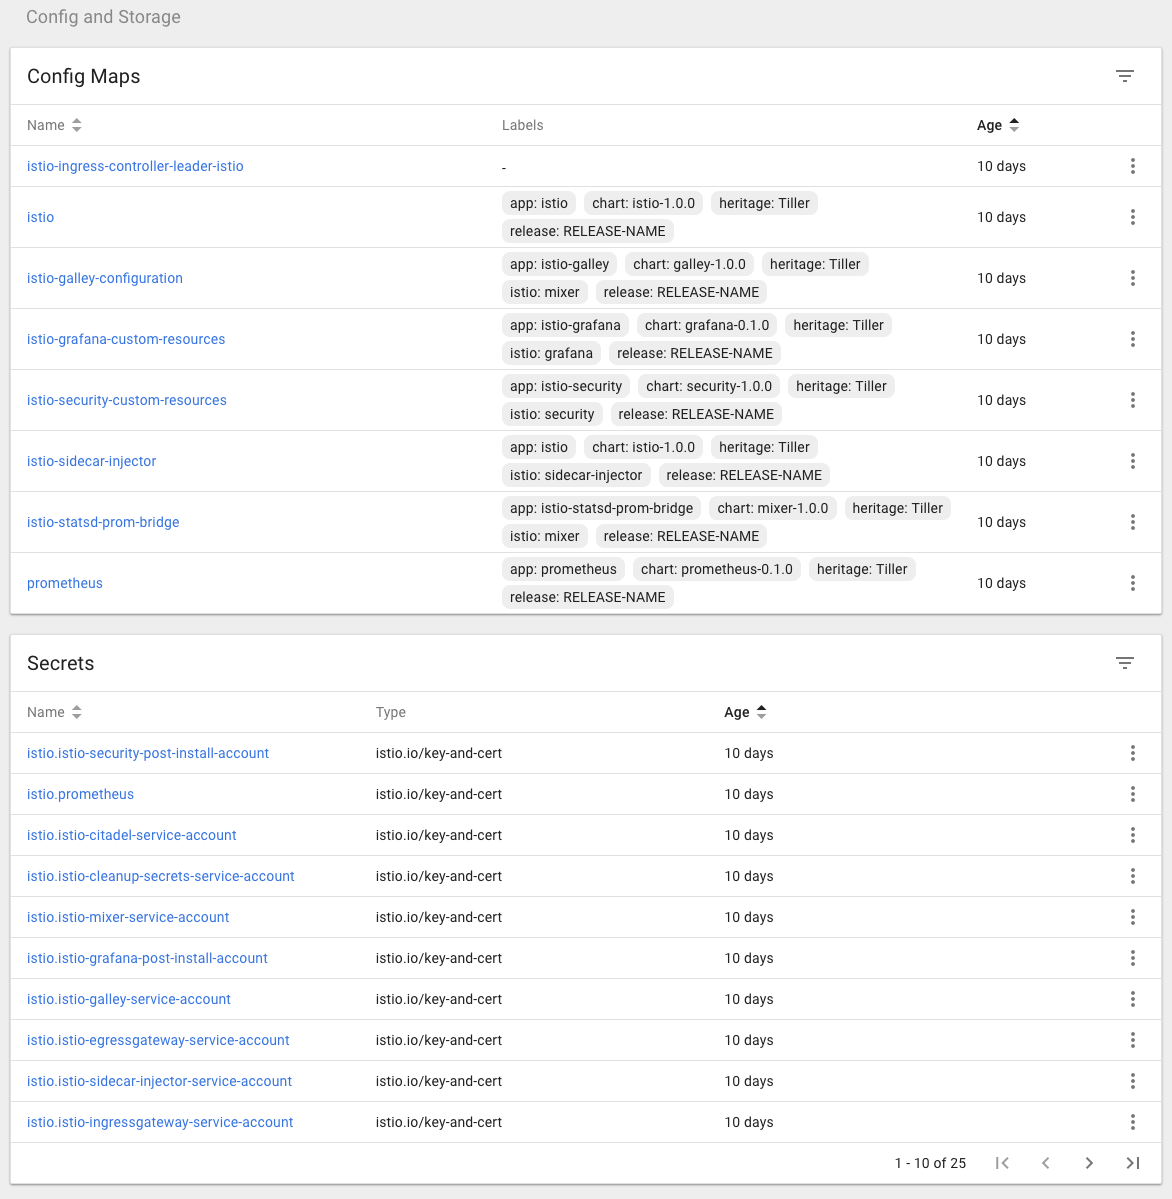 Config and Storage
Config Maps
Name Labels Age
istio-ingress-controller-leader-istio - 10 days
app: istio chart: istio-1.0.0 heritage: Tiller
istio 10 days
release: RELEASE-NAME
app: istio-galley chart: galley-1.0.0 heritage: Tiller
istio-galley-configuration 10 days
istio: mixer release: RELEASE-NAME
app: istio-grafana chart: grafana-0.1.0 heritage: Tiller
istio-grafana-custom-resources 10 days
istio: grafana release: RELEASE-NAME
app: istio-security chart: security-1.0.0 heritage: Tiller
istio-security-custom-resources 10 days
istio: security release: RELEASE-NAME
app: istio chart: istio-1.0.0 heritage: Tiller
istio-sidecar-injector 10 days
istio: sidecar-injector release: RELEASE-NAME
app: istio-statsd-prom-bridge chart: mixer-1.0.0 heritage: Tiller
istio-statsd-prom-bridge 10 days
istio: mixer release: RELEASE-NAME
app: prometheus chart: prometheus-0.1.0 heritage: Tiller
prometheus 10 days
release: RELEASE-NAME
Secrets
Name Type Age
istio.istio-security-post-install-account istio.io/key-and-cert 10 days
istio.prometheus istio.io/key-and-cert 10 days
istio.istio-citadel-service-account istio.io/key-and-cert 10 days
istio.istio-cleanup-secrets-service-account istio.io/key-and-cert 10 days
istio.istio-mixer-service-account istio.io/key-and-cert 10 days
istio.istio-grafana-post-install-account istio.io/key-and-cert 10 days
istio.istio-galley-service-account istio.io/key-and-cert 10 days
istio.istio-egressgateway-service-account istio.io/key-and-cert 10 days
istio.istio-sidecar-injector-service-account istio.io/key-and-cert 10 days
istio.istio-ingressgateway-service-account istio.io/key-and-cert 10 days
1 - 10 of 25